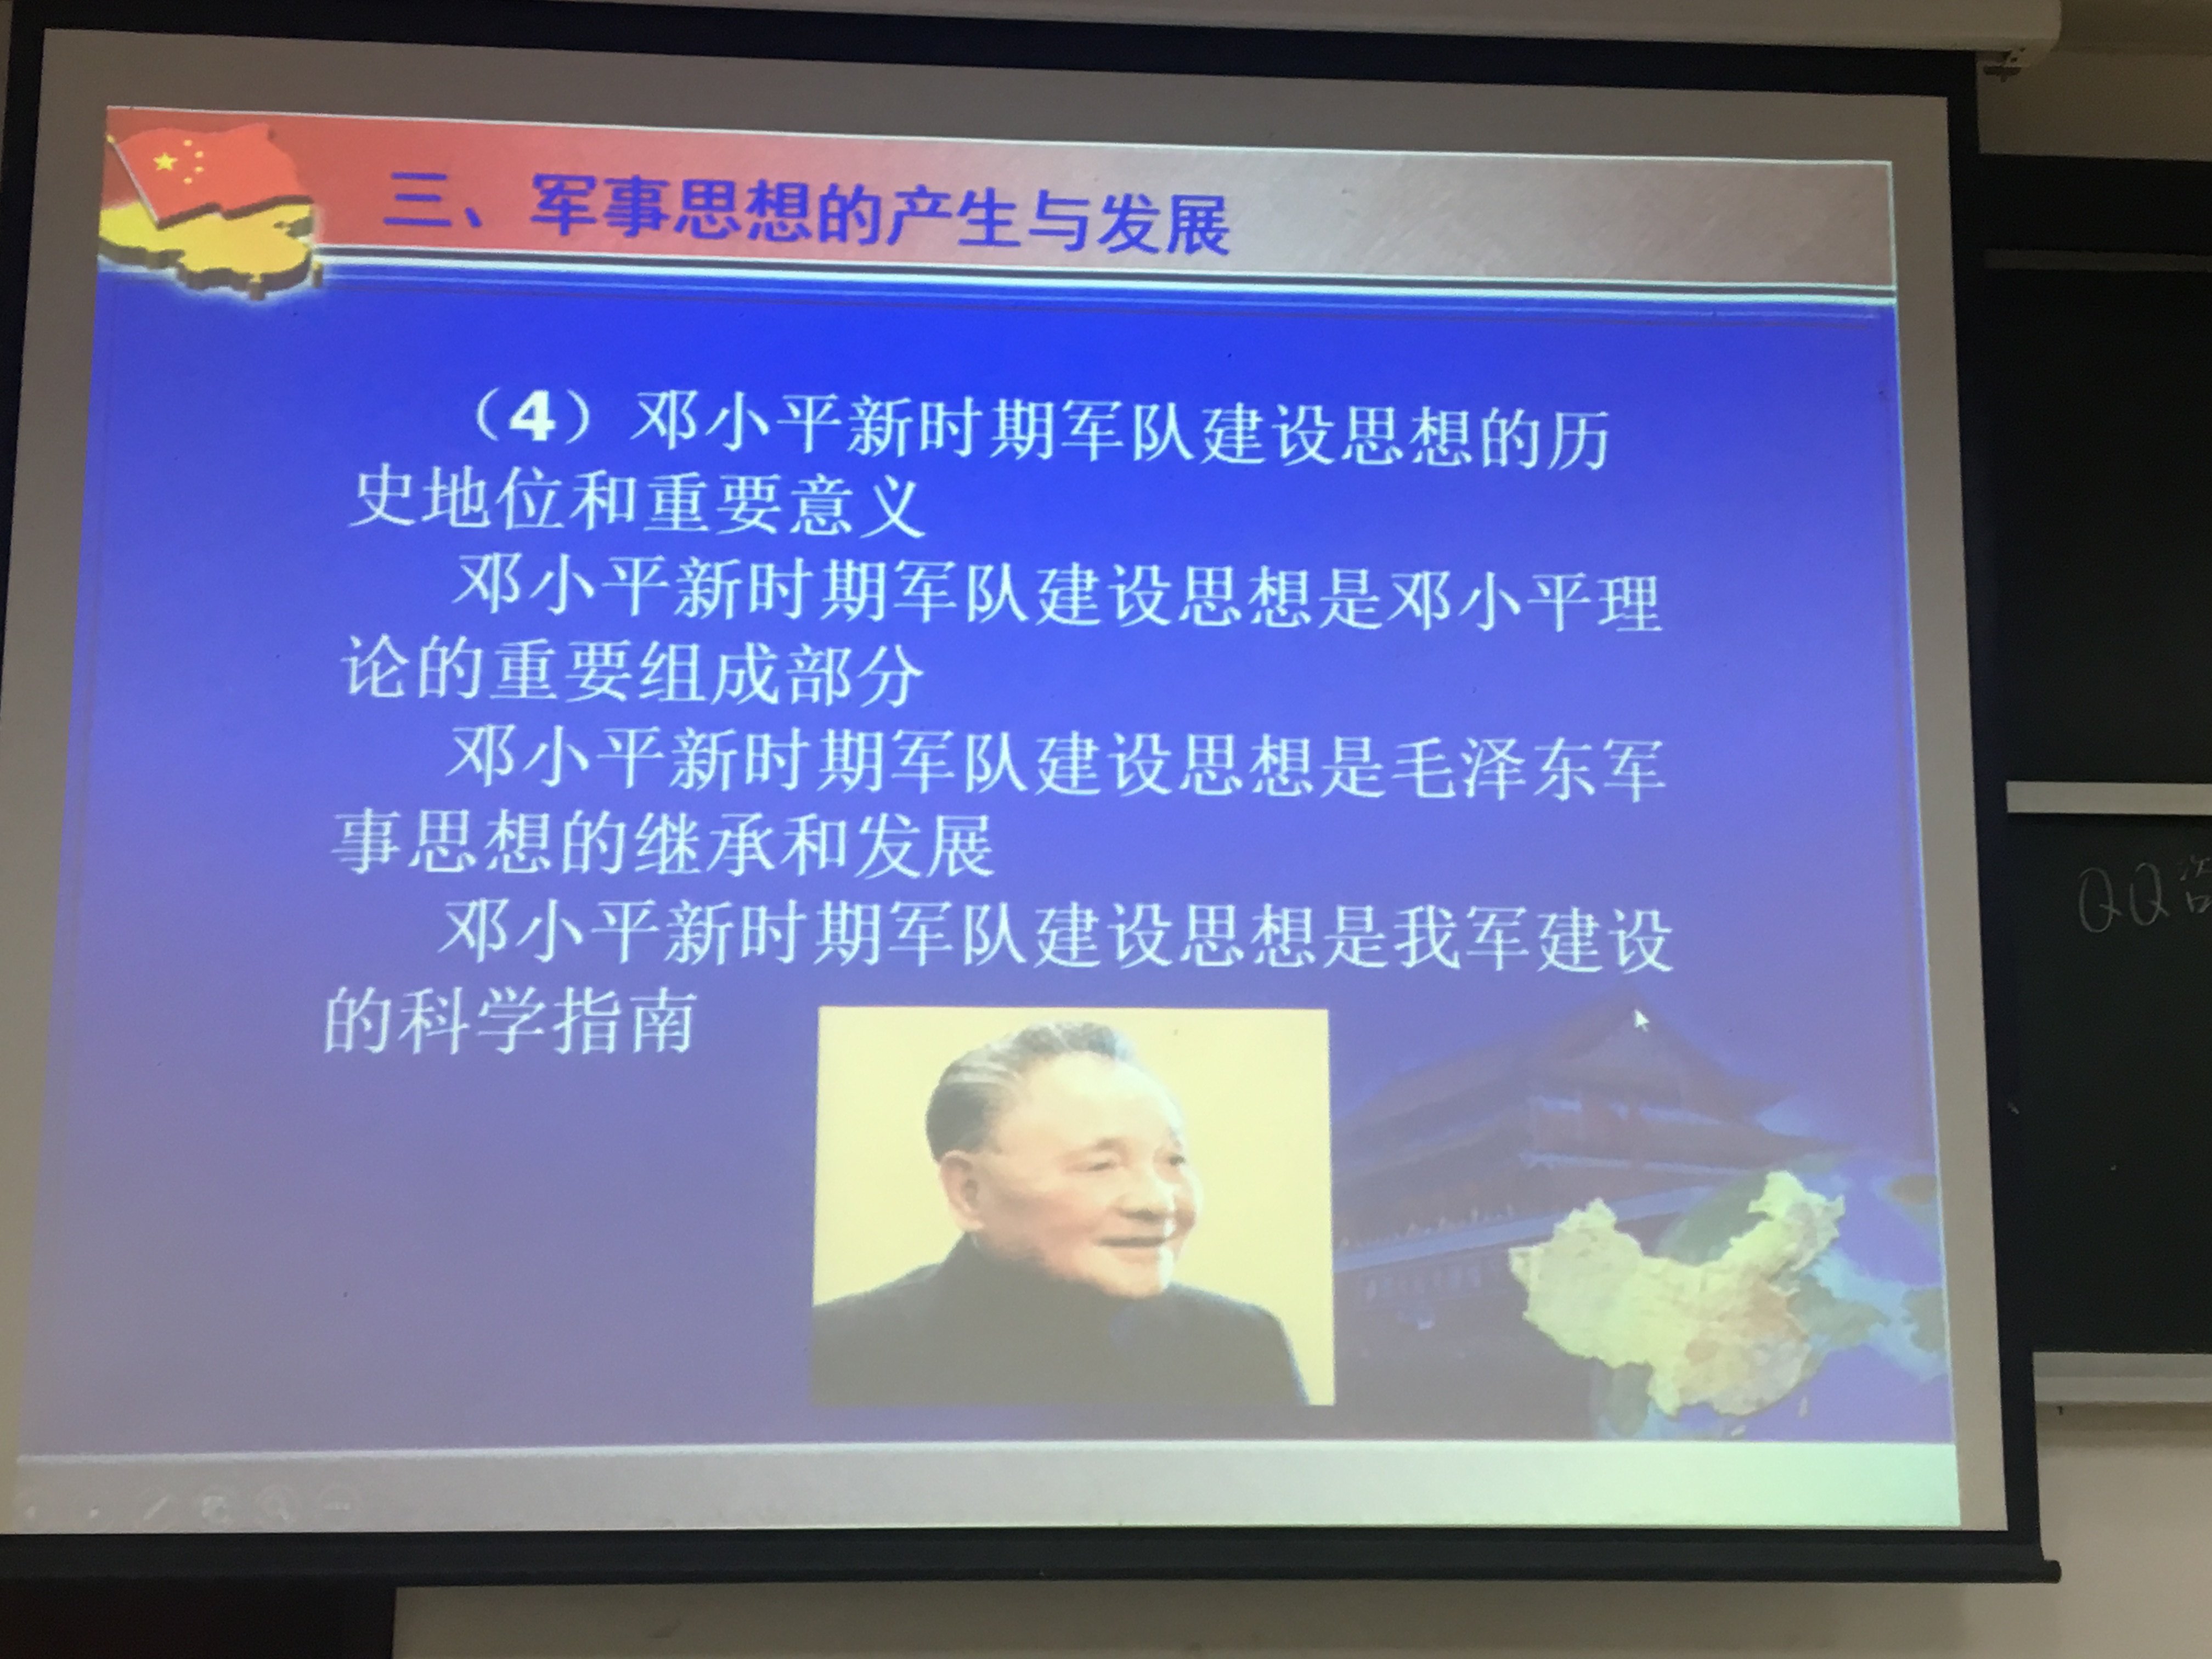 三、军事思想的产生与发展
（4）邓小平新时期军队建设思想的历
史地位和重要意义
邓小平新时期军队建设思想是邓小平理
论的重要组成部分
邓小平新时期军队建设思想是毛泽东军
事思想的继承和发展
邓小平新时期军队建设思想是我军建设
的科学指南
QQ